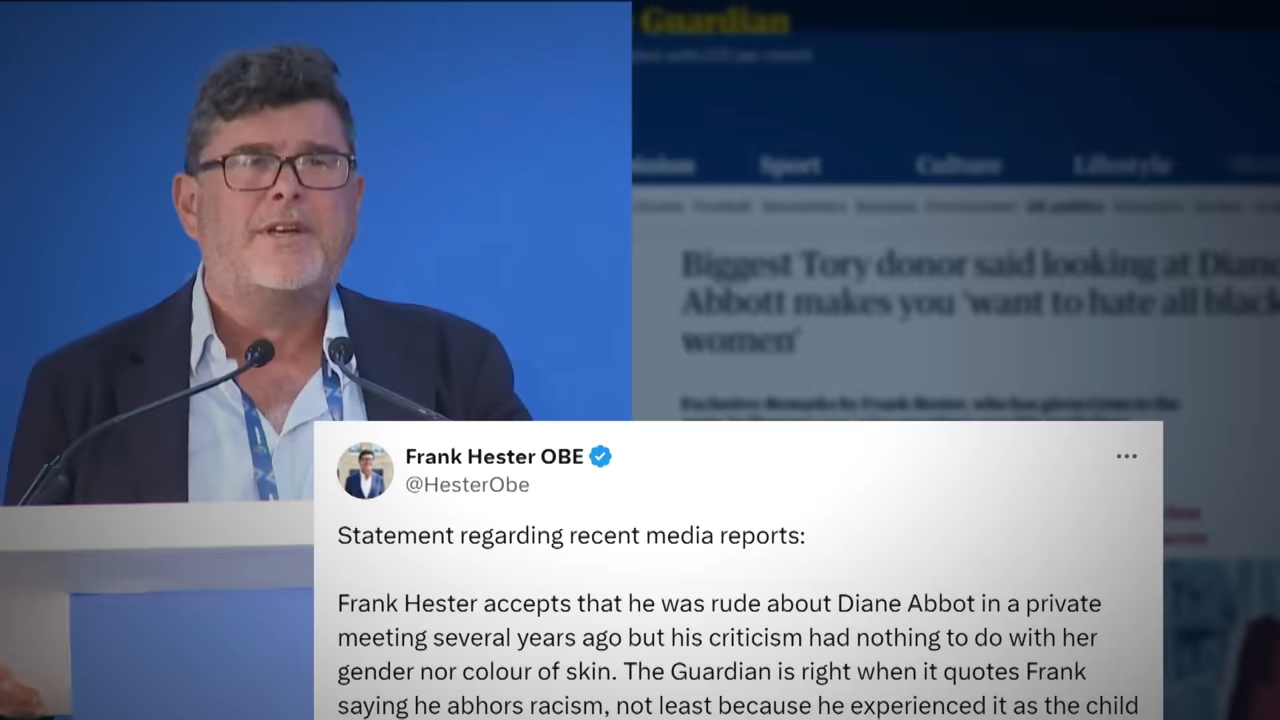 Guardian
Sport
Culture
Lifestyle
Biggest Tory donor said looking at Diane
Abbott makes you 'want to hate all black
women'
Frank Hester OBE
@HesterObe
Statement regarding recent media reports:
Frank Hester accepts that he was rude about Diane Abbot in a private
meeting several years ago but his criticism had nothing to do with her
gender nor colour of skin. The Guardian is right when it quotes Frank
saying he abhors racism, not least because he experienced it as the child